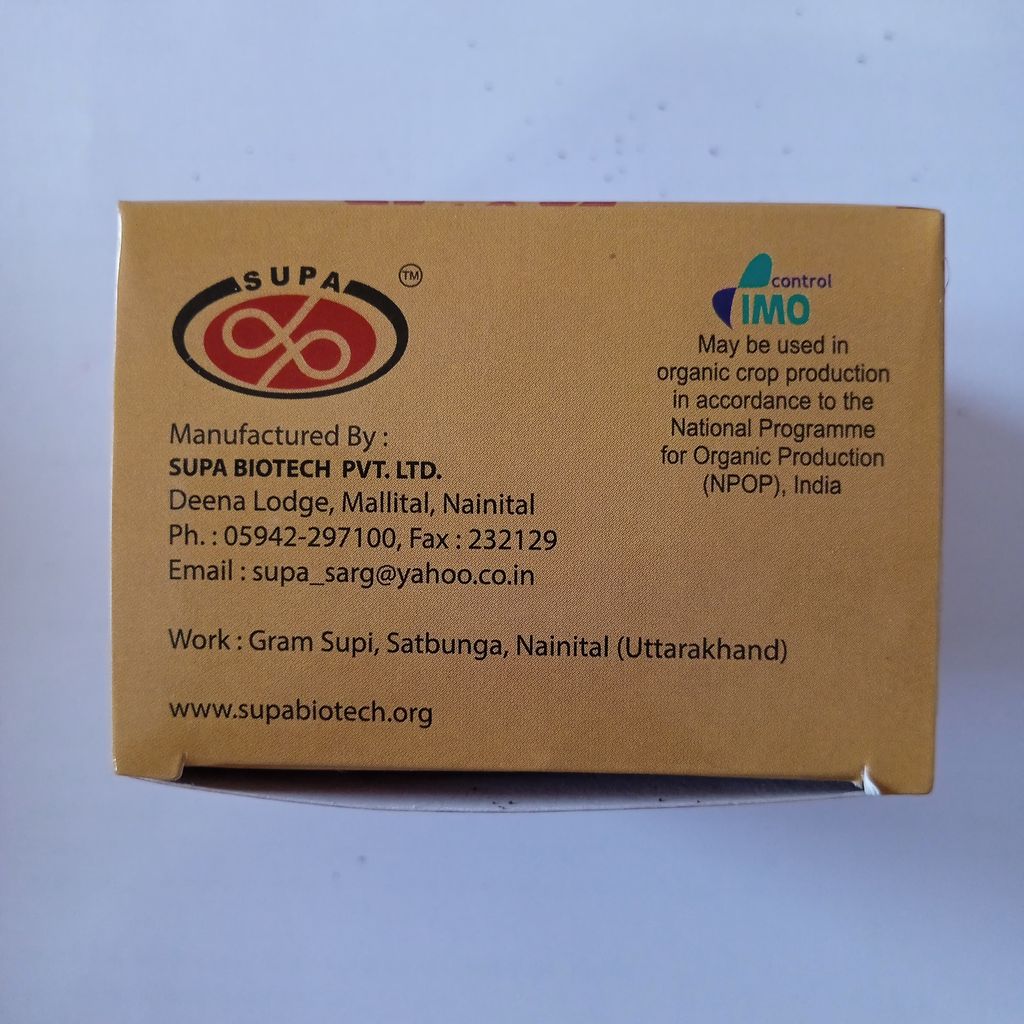 SUPA
TM
Manufactured By :
SUPA BIOTECH PVT. LTD.
Deena Lodge, Mallital, Nainital
Ph. : 05942-297100, Fax : 232129
Email : supa_sarg@yahoo.co.in
Work : Gram Supi, Satbunga, Nainital (Uttarakhand)
www.supabiotech.org
control
IMO
May be used in
organic crop production
in accordance to the
National Programme
for Organic Production
(NPOP), India